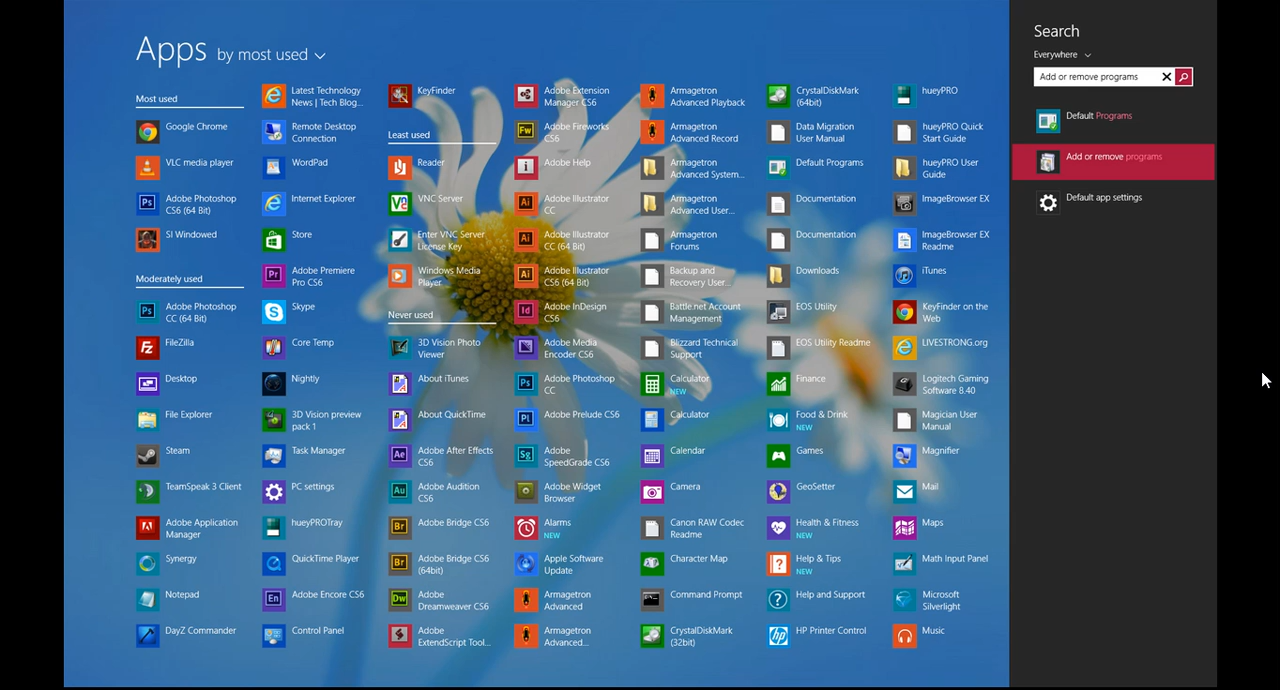 Apps by most used
Most used
Google Chrome
VLC media player
Adobe Photoshop
CS6 (64 Bit)
SI Windowed
Moderately used
Adobe Photoshop
CC (64 Bit)
FileZilla
Desktop
File Explorer
Steam
TeamSpeak 3 Client
Adobe Application
Manager
Synergy
Notepad
DayZ Commander
Latest Technology
News | Tech Blog...
Remote Desktop
Connection
WordPad
Internet Explorer
Store
Adobe Premiere
Pro CS6
Skype
Core Temp
Nightly
3D Vision preview
pack 1
Task Manager
PC settings
hueyPROTray
QuickTime Player
Adobe Encore CS6
Control Panel
KeyFinder
Least used
Reader
VNC Server
Enter VNC Server
License Key
Windows Media
Player
Never used
3D Vision Photo
Viewer
About iTunes
About QuickTime
Adobe After Effects
CS6
Adobe Audition
CS6
Adobe Bridge CS6
Adobe Bridge CS6
(64bit)
Adobe
Dreamweaver CS6
Adobe
ExtendScript Tool...
Adobe Extension
Manager CS6
Adobe Fireworks
CS6
Adobe Help
Adobe Illustrator
CC
Adobe Illustrator
CC (64 Bit)
Adobe Illustrator
CS6 (64 Bit)
Adobe InDesign
CS6
Adobe Media
Encoder CS6
Adobe Photoshop
CC
Adobe Prelude CS6
Adobe
SpeedGrade CS6
Adobe Widget
Browser
Alarms
NEW
Apple Software
Update
Armagetron
Advanced
Armagetron
Advanced...
Armagetron
Advanced Playback
Armagetron
Advanced Record
Armagetron
Advanced System...
Armagetron
Advanced User...
Armagetron
Forums
Backup and
Recovery User...
Battle.net Account
Management
Blizzard Technical
Support
Calculator
NEW
Calculator
Calendar
Camera
Canon RAW Codec
Readme
Character Map
Command Prompt
CrystalDiskMark
(32bit)
CrystalDiskMark
(64bit)
Data Migration
User Manual
Default Programs
Documentation
Documentation
Downloads
EOS Utility
EOS Utility Readme
Finance
Food & Drink
NEW
Games
GeoSetter
Health & Fitness
NEW
Help & Tips
NEW
Help and Support
HP Printer Control
hueyPRO
hueyPRO Quick
Start Guide
hueyPRO User
Guide
ImageBrowser EX
ImageBrowser EX
Readme
iTunes
KeyFinder on the
Web
LIVESTRONG.org
Logitech Gaming
Software 8.40
Magician User
Manual
Magnifier
Mail
Maps
Math Input Panel
Microsoft
Silverlight
Music
Search
Everywhere
Add or remove programs
Default Programs
Add or remove programs
Default app settings